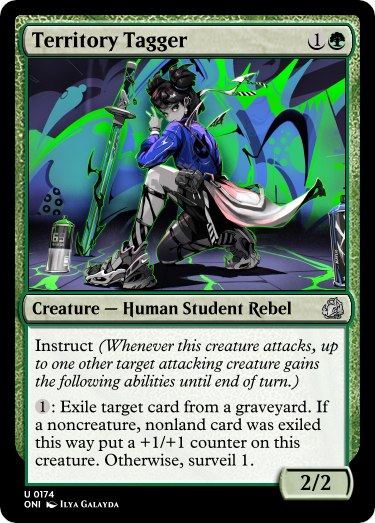 Territory Tagger 1
Creature — Human Student Rebel
Instruct (Whenever this creature attacks, up
to one other target attacking creature gains
the following abilities until end of turn.)
1: Exile target card from a graveyard. If
a noncreature, nonland card was exiled
this way put a +1/+1 counter on this
creature. Otherwise, surveil 1.
2/2
U 0174
ONI Ilya Galayda